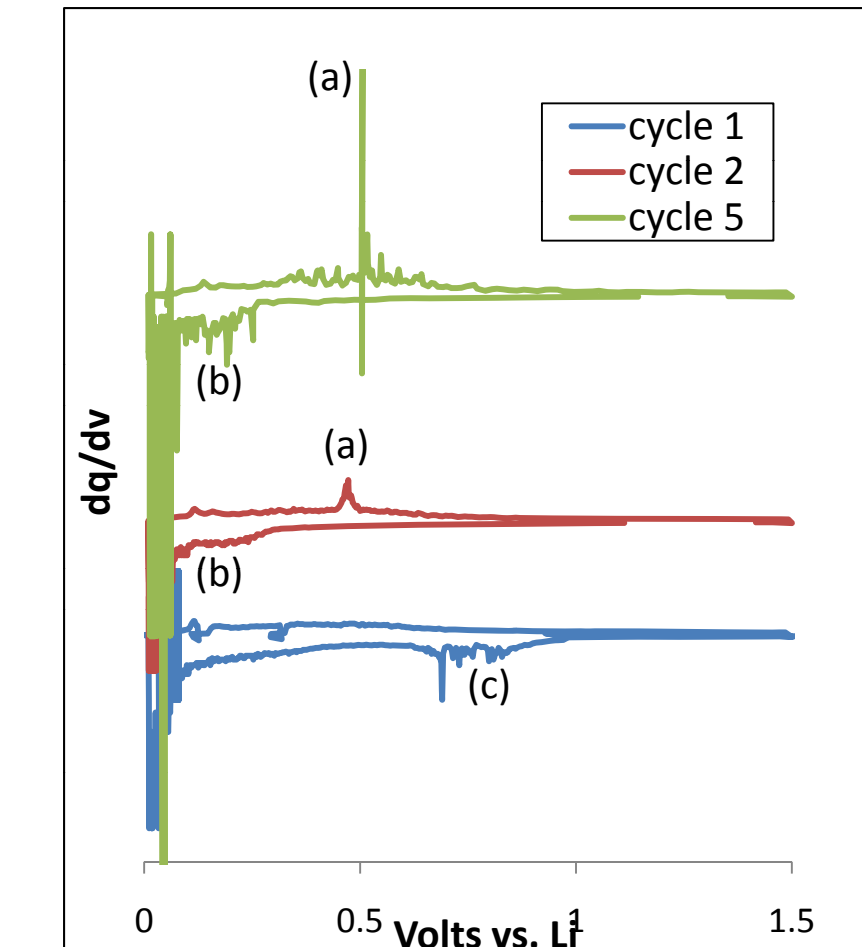 (a)
cycle 1
cycle 2
cycle 5
(b)
(a)
dq/dv
(b)
(c)
0 0.5 1 1.5
Volts vs. Li